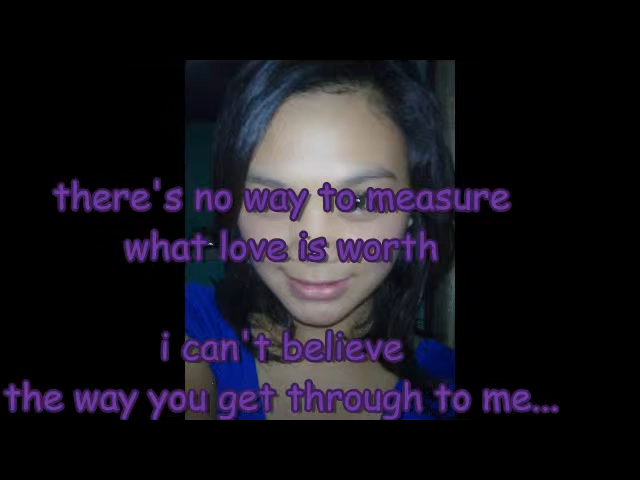 there's no way to measure
what love is worth
i can't believe
the way you get through to me...